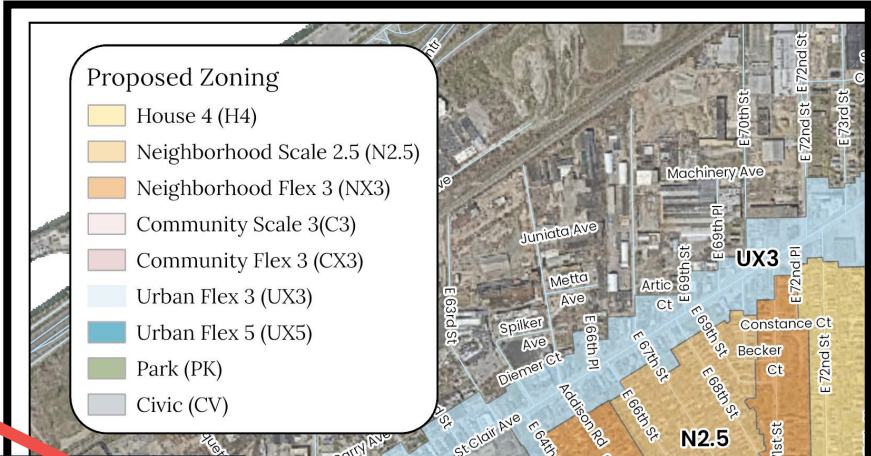 Proposed Zoning
House 4 (H4)
Neighborhood Scale 2.5 (N2.5)
Neighborhood Flex 3 (NX3)
Community Scale 3(C3)
Community Flex 3 (CX3)
Urban Flex 3 (UX3)
Urban Flex 5 (UX5)
Park (PK)
Civic (CV)
E 72nd St
E 70th St
E 72nd St
E 73rd St
Machinery Ave
Juniata Ave
E 69th Pl
UX3
Metta
Ave
Artic
Ct
E 69th St
E 72nd Pl
E 63rd St
Spilker
Ave
E 66th Pl
E 69th St
Constance Ct
Diemer Ct
E 67th St
Becker
Ct
E 72nd St
E 68th St
Addison Rd
E 66th St
St Clair Ave
E 64th
N2.5